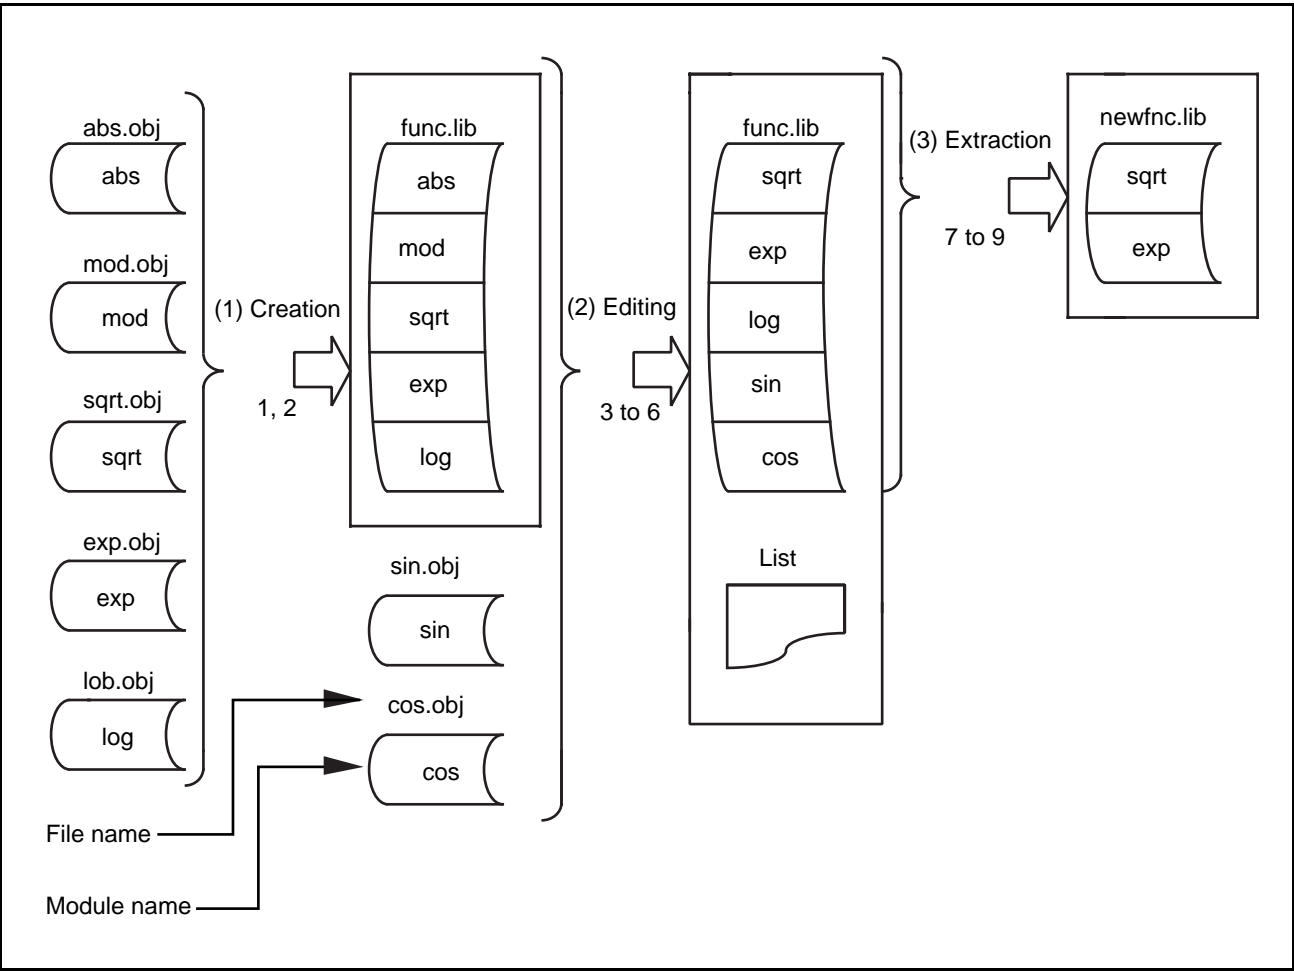 abs.obj
abs
mod.obj
mod
sqrt.obj
sqrt
exp.obj
exp
lob.obj
log
File name
Module name
(1) Creation
1, 2
func.lib
abs
mod
sqrt
exp
log
sin.obj
sin
cos.obj
cos
(2) Editing
3 to 6
func.lib
sqrt
exp
log
sin
cos
List
(3) Extraction
7 to 9
newfnc.lib
sqrt
exp